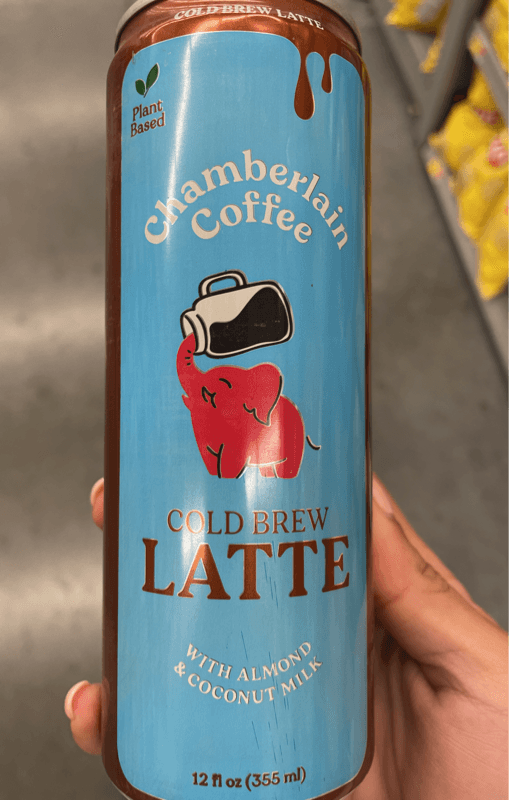 COLD BREW LATTE
Plant
Based
Chamberlain
Coffee
COLD BREW
LATTE
WITH ALMOND
& COCONUT MILK
12 fl oz (355 ml)